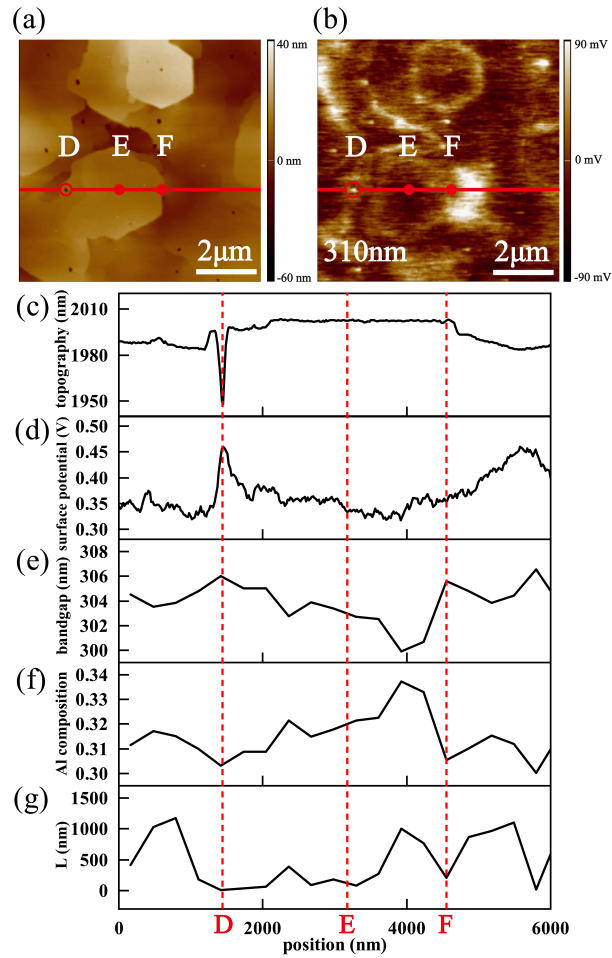 (a)
(b)
40 nm
0 nm
-60 nm
D E F
2μm
90 mV
0 mV
-90 mV
D E F
310nm
2μm
(c)
topography (nm)
2010
1980
1950
(d)
surface potential (V)
0.50
0.45
0.40
0.35
0.30
(e)
bandgap (nm)
308
306
304
302
300
(f)
Al composition
0.34
0.33
0.32
0.31
0.30
(g)
L (nm)
1500
1000
500
0
0 D 2000 E 4000 F 6000
position (nm)